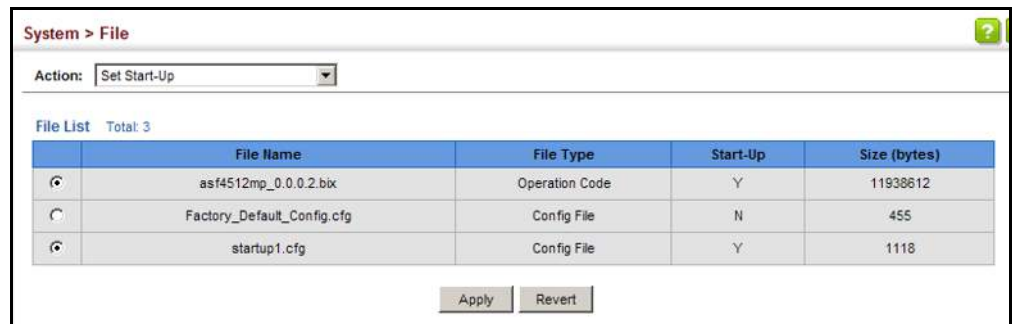 System > File
?
Action: Set Start-Up
File List Total: 3
File Name File Type Start-Up Size (bytes)
asf4512mp_0.0.0.2.bix Operation Code Y 11938612
Factory_Default_Config.cfg Config File N 455
startup1.cfg Config File Y 1118
Apply Revert